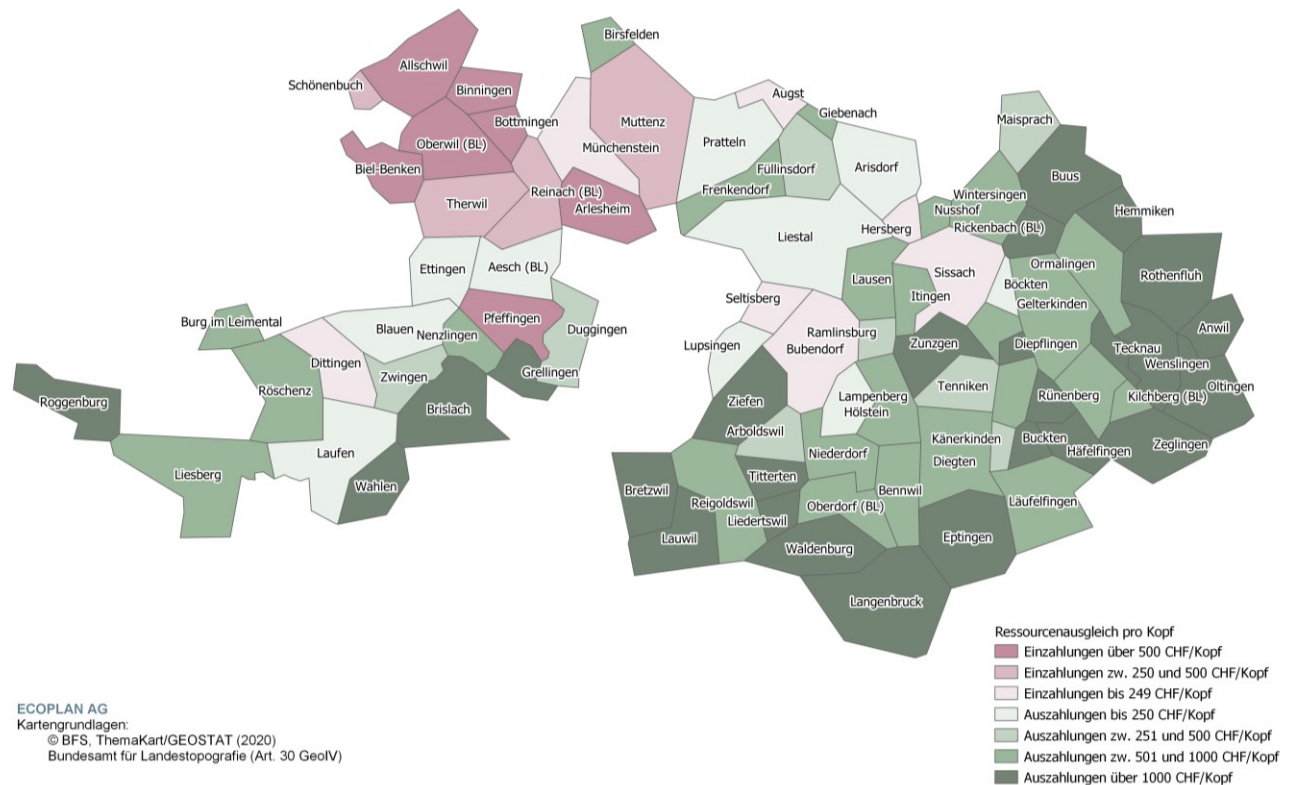 Birsfelden
Allschwil
Schönenbuch
Binningen
Augst
Bottmingen
Muttenz
Giebenach
Maisprach
Oberwil (BL)
Pratteln
Münchenstein
Biel-Benken
Füllinsdorf
Arisdorf
Buus
Frenkendorf
Reinach (BL)
Wintersingen
Therwil
Arlesheim
Nusshof
Hemmiken
Hersberg
Rickenbach (BL)
Liestal
Ormalingen
Ettingen
Aesch (BL)
Sissach
Rothenfluh
Lausen
Böckten
Itingen
Seltisberg
Gelterkinden
Burg im Leimental
Pfeffingen
Blauen
Nenzlingen
Duggingen
Ramlinsburg
Anwil
Lupsingen
Bubendorf
Zunzgen
Diepflingen
Tecknau
Dittingen
Wenslingen
Grellingen
Zwingen
Röschenz
Tenniken
Oltingen
Roggenburg
Ziefen
Lampenberg
Rünenberg
Kilchberg (BL)
Brislach
Hölstein
Arboldswil
Känerkinden
Buckten
Zeglingen
Laufen
Niederdorf
Häfelfingen
Diegten
Liesberg
Titterten
Wahlen
Bretzwil
Bennwil
Reigoldswil
Oberdorf (BL)
Läufelfingen
Liedertswil
Lauwil
Eptingen
Waldenburg
Langenbruck
Ressourcenausgleich pro Kopf
Einzahlungen über 500 CHF/Kopf
Einzahlungen zw. 250 und 500 CHF/Kopf
Einzahlungen bis 249 CHF/Kopf
Auszahlungen bis 250 CHF/Kopf
Auszahlungen zw. 251 und 500 CHF/Kopf
Auszahlungen zw. 501 und 1000 CHF/Kopf
Auszahlungen über 1000 CHF/Kopf
ECOPLAN AG
Kartengrundlagen:
© BFS, ThemaKart/GEOSTAT (2020)
Bundesamt für Landestopografie (Art. 30 GeoIV)